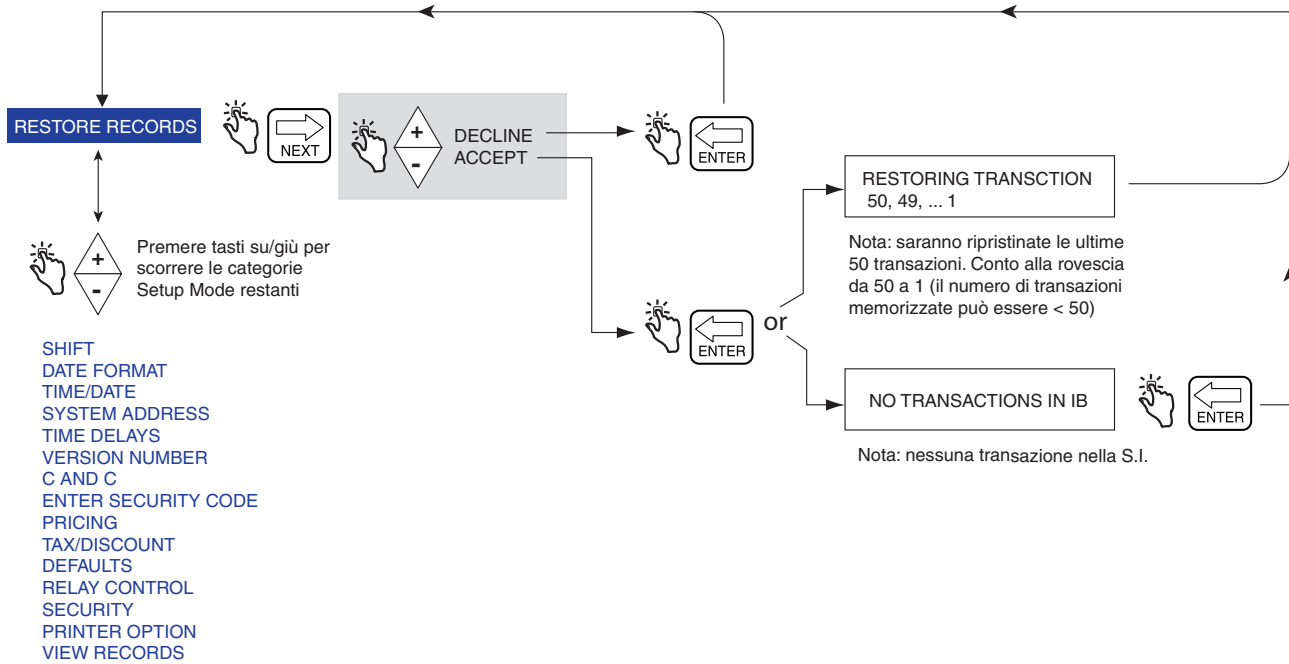 RESTORE RECORDS
NEXT
+
-
DECLINE
ACCEPT
ENTER
Premere tasti su/giù per
scorrere le categorie
Setup Mode restanti
+
-
ENTER
or
RESTORING TRANSCTION
50, 49, ... 1
Nota: saranno ripristinate le ultime
50 transazioni. Conto alla rovescia
da 50 a 1 (il numero di transazioni
memorizzate può essere < 50)
NO TRANSACTIONS IN IB
ENTER
Nota: nessuna transazione nella S.I.
SHIFT
DATE FORMAT
TIME/DATE
SYSTEM ADDRESS
TIME DELAYS
VERSION NUMBER
C AND C
ENTER SECURITY CODE
PRICING
TAX/DISCOUNT
DEFAULTS
RELAY CONTROL
SECURITY
PRINTER OPTION
VIEW RECORDS